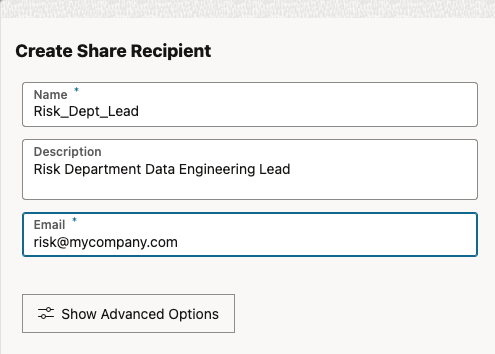 Create Share Recipient
Name *
Risk_Dept_Lead
Description
Risk Department Data Engineering Lead
Email *
risk@mycompany.com
Show Advanced Options